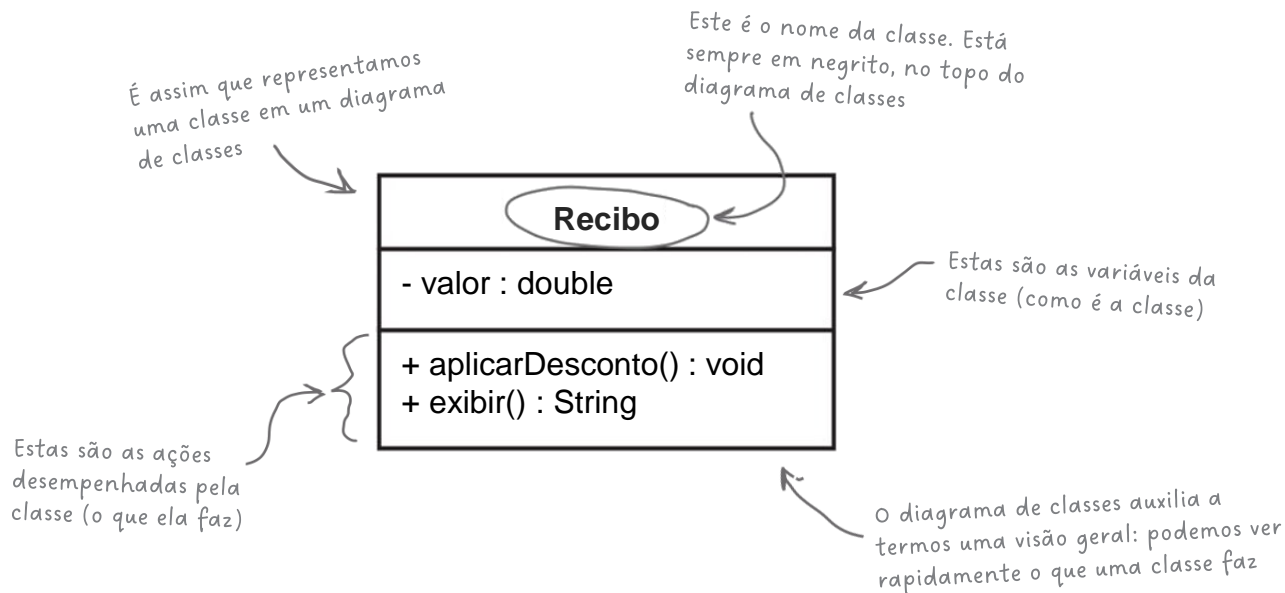 É assim que representamos
uma classe em um diagrama
de classes
Este é o nome da classe. Está
sempre em negrito, no topo do
diagrama de classes
Recibo
- valor : double
Estas são as variáveis da
classe (como é a classe)
+ aplicarDesconto() : void
+ exibir() : String
Estas são as ações
desempenhadas pela
classe (o que ela faz)
O diagrama de classes auxilia a
termos uma visão geral: podemos ver
rapidamente o que uma classe faz